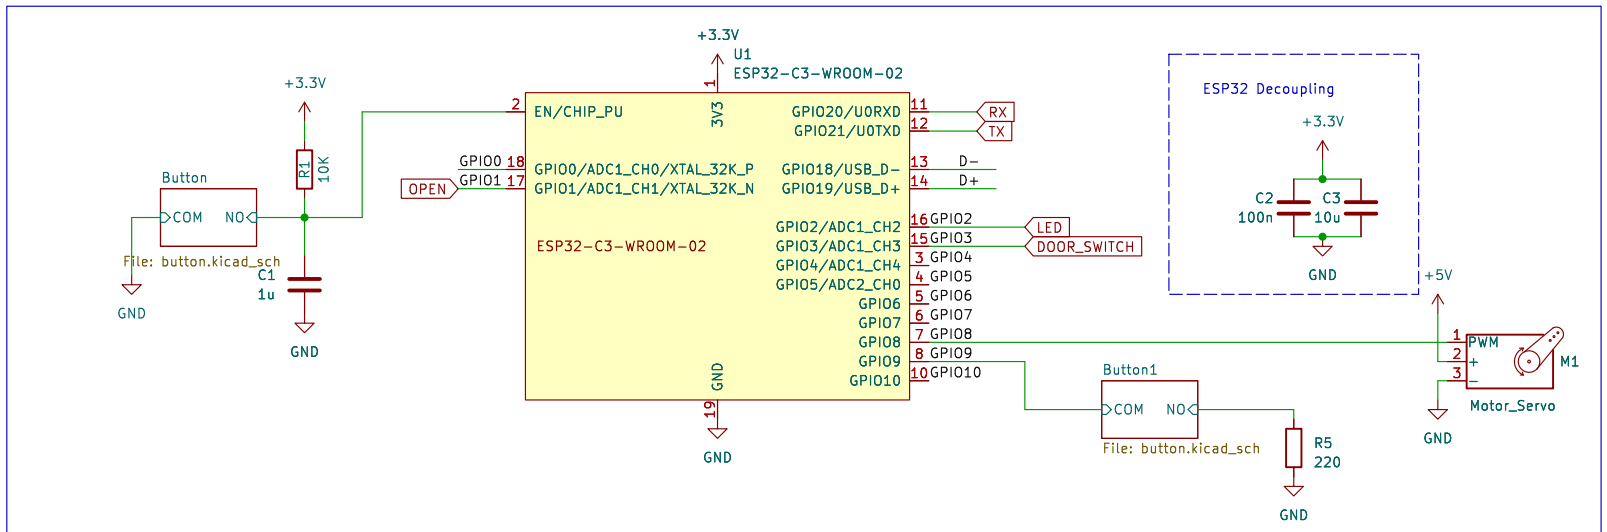 +3.3V
R1
10K
Button
COM
NO
File: button.kicad_sch
GND
C1
1u
GND
+3.3V
U1
ESP32-C3-WROOM-02
1
3V3
2
EN/CHIP_PU
GPIO0
18
GPIO0/ADC1_CH0/XTAL_32K_P
OPEN
GPIO1
17
GPIO1/ADC1_CH1/XTAL_32K_N
ESP32-C3-WROOM-02
GPIO20/U0RXD
11
RX
GPIO21/U0TXD
12
TX
GPIO18/USB_D-
13
D-
GPIO19/USB_D+
14
D+
GPIO2/ADC1_CH2
16
GPIO2
LED
GPIO3/ADC1_CH3
15
GPIO3
DOOR_SWITCH
GPIO4/ADC1_CH4
3
GPIO4
GPIO5/ADC2_CH0
4
GPIO5
GPIO6
5
GPIO6
GPIO7
6
GPIO7
GPIO8
7
GPIO8
GPIO9
8
GPIO9
GPIO10
10
GPIO10
GND
19
GND
Button1
COM
NO
File: button.kicad_sch
R5
220
GND
ESP32 Decoupling
+3.3V
C2
100n
C3
10u
GND
+5V
1
PWM
2
+
3
-
M1
Motor_Servo
GND